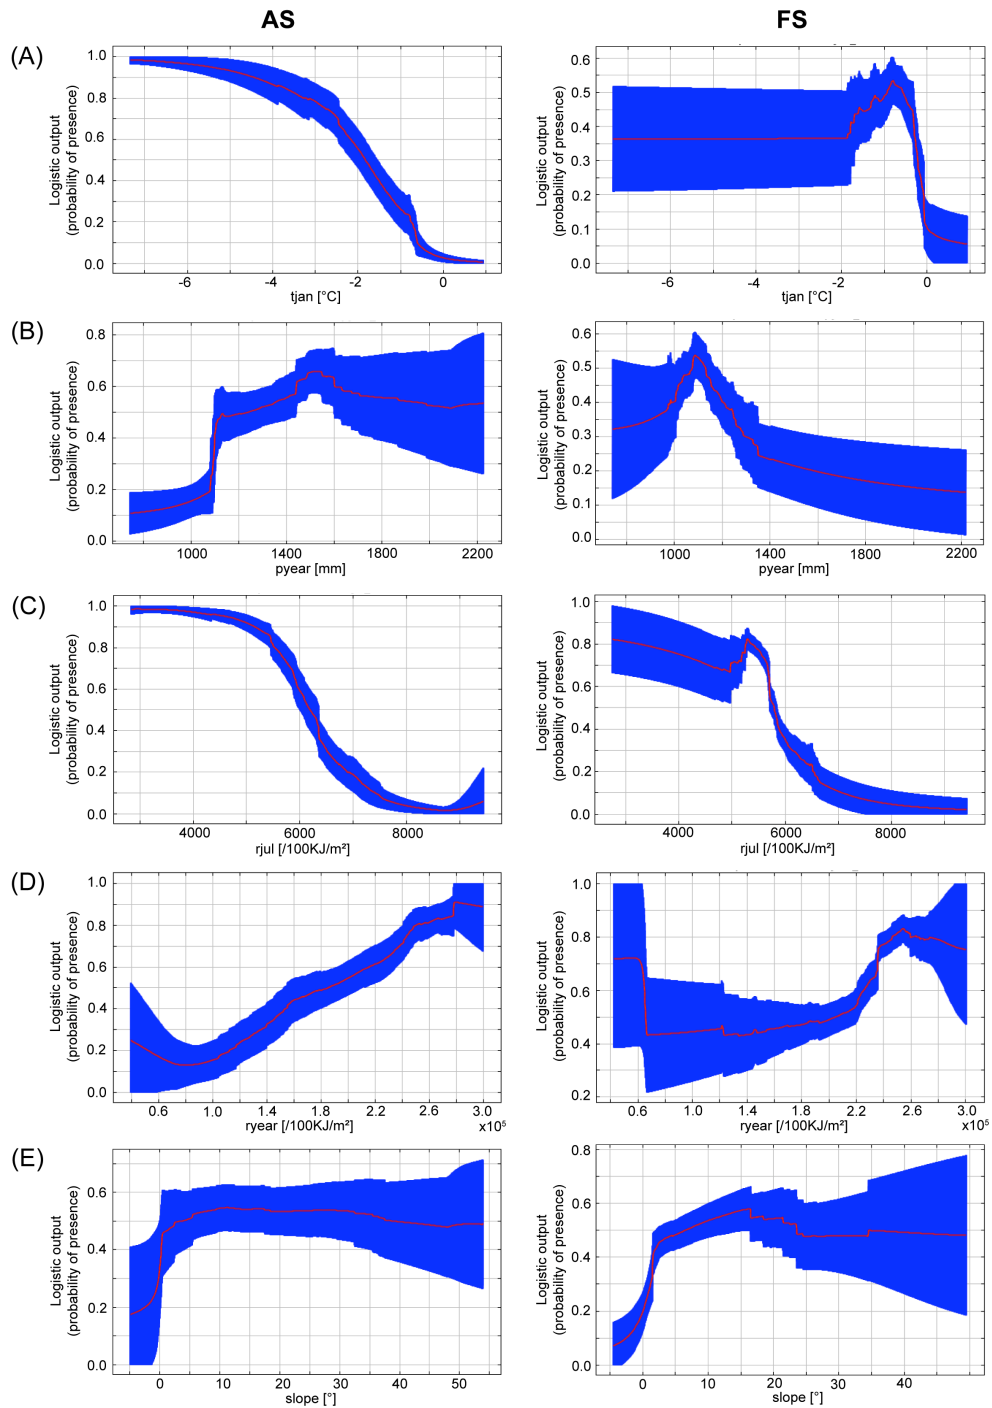 AS
FS
(A)
Logistic output
(probability of presence)
1.0
0.8
0.6
0.4
0.2
0.0
-6
-4
-2
0
tjan [°C]
Logistic output
(probability of presence)
0.6
0.5
0.4
0.3
0.2
0.1
0.0
-6
-4
-2
0
tjan [°C]
(B)
Logistic output
(probability of presence)
0.8
0.6
0.4
0.2
0.0
1000
1400
1800
2200
pyear [mm]
Logistic output
(probability of presence)
0.6
0.5
0.4
0.3
0.2
0.1
0.0
1000
1400
1800
2200
pyear [mm]
(C)
Logistic output
(probability of presence)
1.0
0.8
0.6
0.4
0.2
0.0
4000
6000
8000
rjul [/100KJ/m²]
Logistic output
(probability of presence)
1.0
0.8
0.6
0.4
0.2
0.0
4000
6000
8000
rjul [/100KJ/m²]
(D)
Logistic output
(probability of presence)
1.0
0.8
0.6
0.4
0.2
0.0
0.6
1.0
1.4
1.8
2.2
2.6
3.0
ryear [/100KJ/m²]
x10⁵
Logistic output
(probability of presence)
1.0
0.8
0.6
0.4
0.2
0.6
1.0
1.4
1.8
2.2
2.6
3.0
ryear [/100KJ/m²]
x10⁵
(E)
Logistic output
(probability of presence)
0.6
0.4
0.2
0.0
0
10
20
30
40
50
slope [°]
Logistic output
(probability of presence)
0.8
0.6
0.4
0.2
0.0
0
10
20
30
40
slope [°]